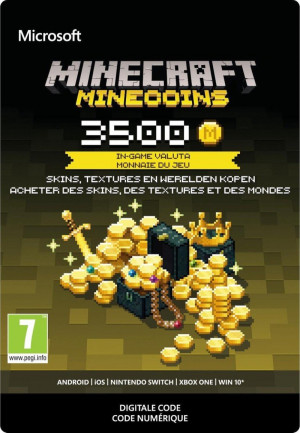 Microsoft
MINECRAFT
MINECOINS
3500 M
IN-GAME VALUTA
MONNAIE DU JEU
SKINS, TEXTURES EN WERELDEN KOPEN
ACHETER DES SKINS, DES TEXTURES ET DES MONDES
7
www.pegi.info
ANDROID | iOS | NINTENDO SWITCH | XBOX ONE | WIN 10*
DIGITALE CODE
CODE NUMÉRIQUE